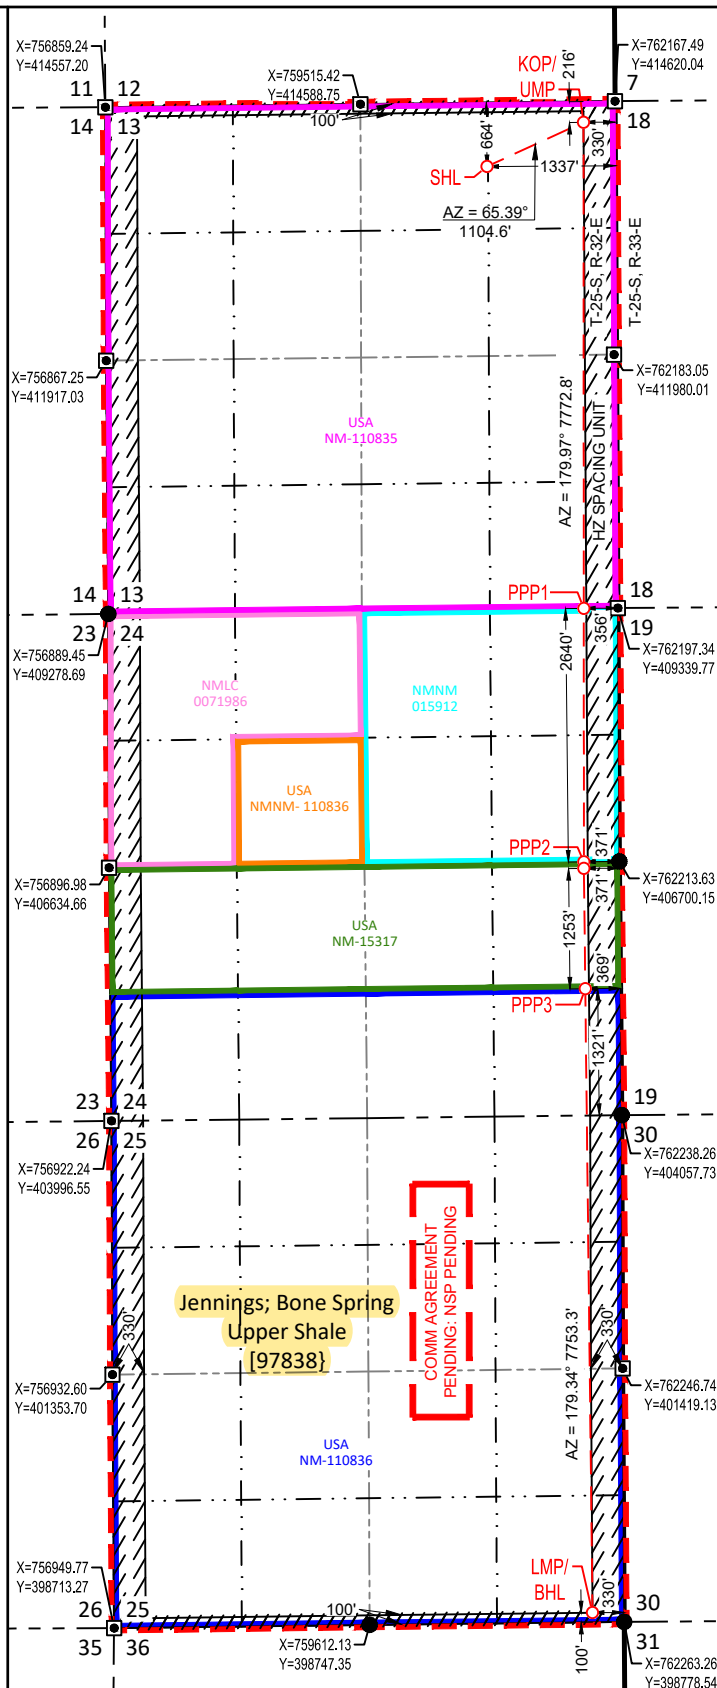 X=756859.24
Y=414557.20
X=759515.42
Y=414588.75
KOP/
UMP
216'
X=762167.49
Y=414620.04
11 12
14 13
7
18
100'
664'
330'
SHL
1337'
AZ = 65.39°
1104.6'
T-25-S, R-32-E
T-25-S, R-33-E
X=756867.25
Y=411917.03
X=762183.05
Y=411980.01
USA
NM-110835
AZ = 179.97° 7772.8'
HZ SPACING UNIT
14 13
23 24
PPP1
18
19
356'
X=756889.45
Y=409278.69
X=762197.34
Y=409339.77
2640'
NMLC
0071986
NMNM
015912
USA
NMNM- 110836
PPP2
371'
X=756896.98
Y=406634.66
371'
X=762213.63
Y=406700.15
USA
NM-15317
1253'
369'
PPP3
1321'
23 24
26 25
19
30
X=756922.24
Y=403996.55
X=762238.26
Y=404057.73
COMM AGREEMENT
PENDING: NSP PENDING
Jennings; Bone Spring
Upper Shale
[97838}
330'
330'
X=756932.60
Y=401353.70
X=762246.74
Y=401419.13
AZ = 179.34° 7753.3'
USA
NM-110836
X=756949.77
Y=398713.27
LMP/
BHL
330'
26 25
35 36
100'
30
31
X=759612.13
Y=398747.35
100'
X=762263.26
Y=398778.54